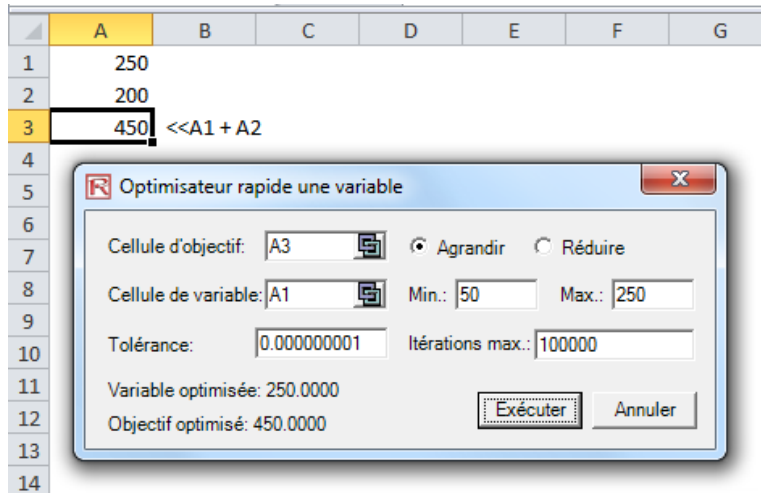 A B C D E F G
1 250
2 200
3 450 <<A1 + A2
4
5
6
7
8
9
10
11
12
13
14
R Optimisateur rapide une variable
Cellule d'objectif: A3 Agrandir Réduire
Cellule de variable: A1 Min.: 50 Max.: 250
Tolérance: 0.000000001 Itérations max.: 100000
Variable optimisée: 250.0000
Objectif optimisé: 450.0000
Exécuter Annuler